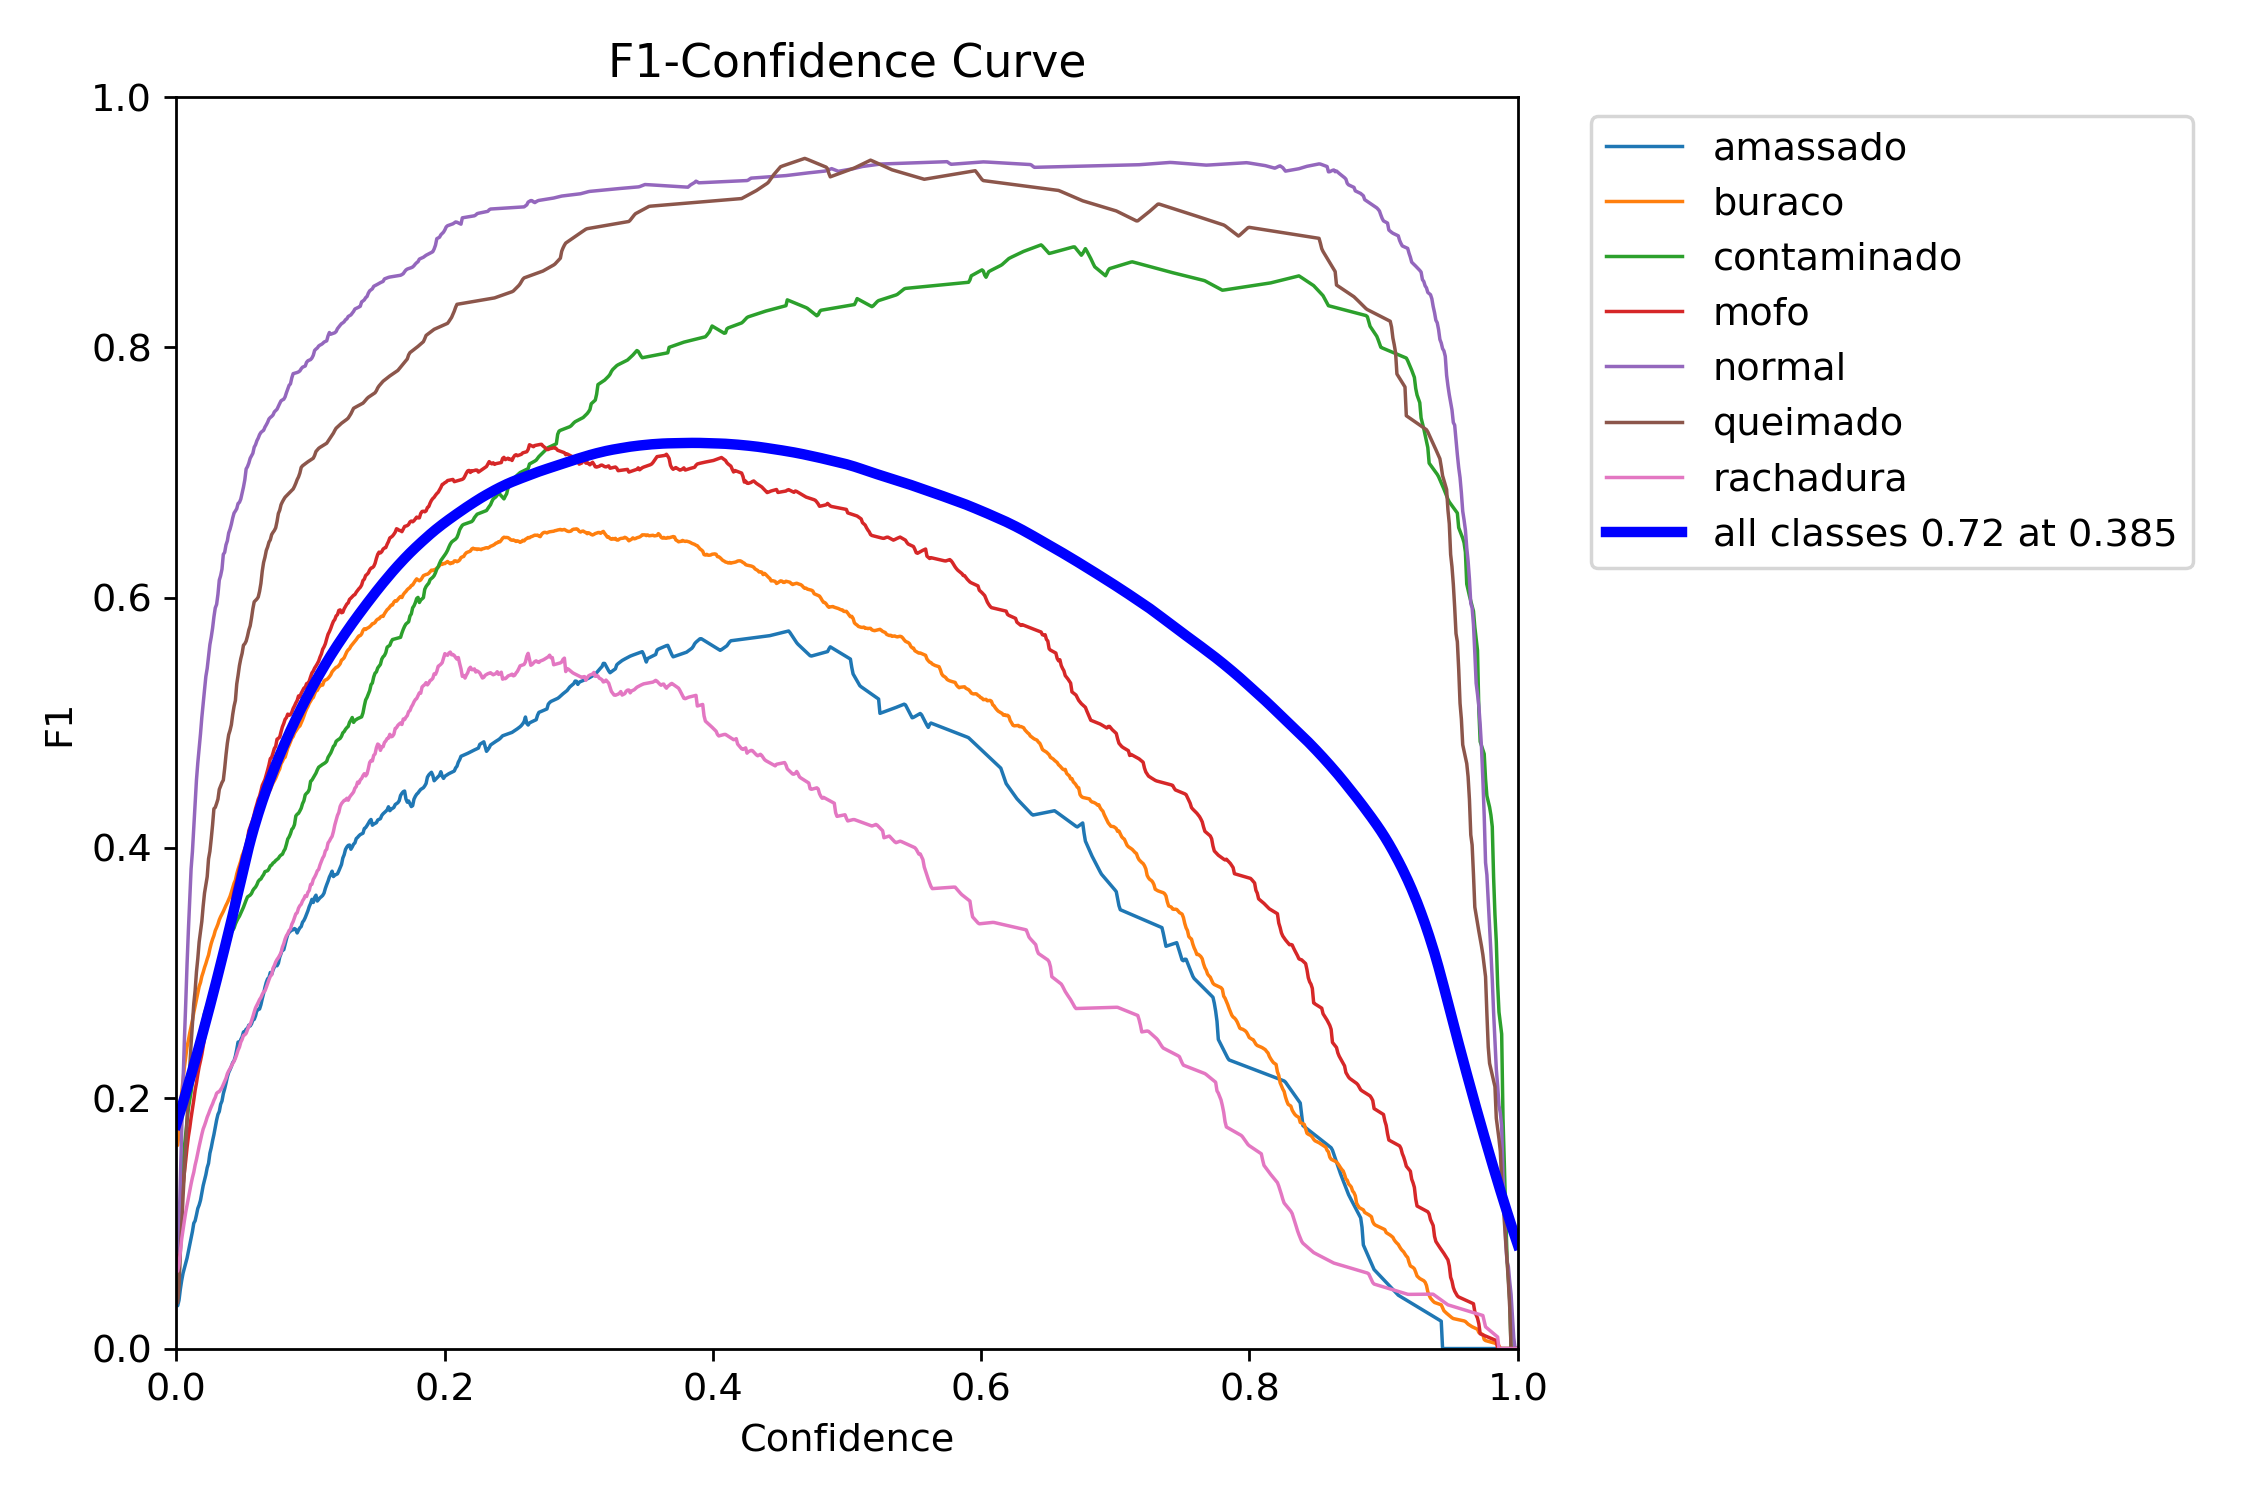 F1-Confidence Curve
1.0
0.8
0.6
0.4
0.2
0.0
F1
0.0 0.2 0.4 0.6 0.8 1.0
Confidence
amassado
buraco
contaminado
mofo
normal
queimado
rachadura
all classes 0.72 at 0.385